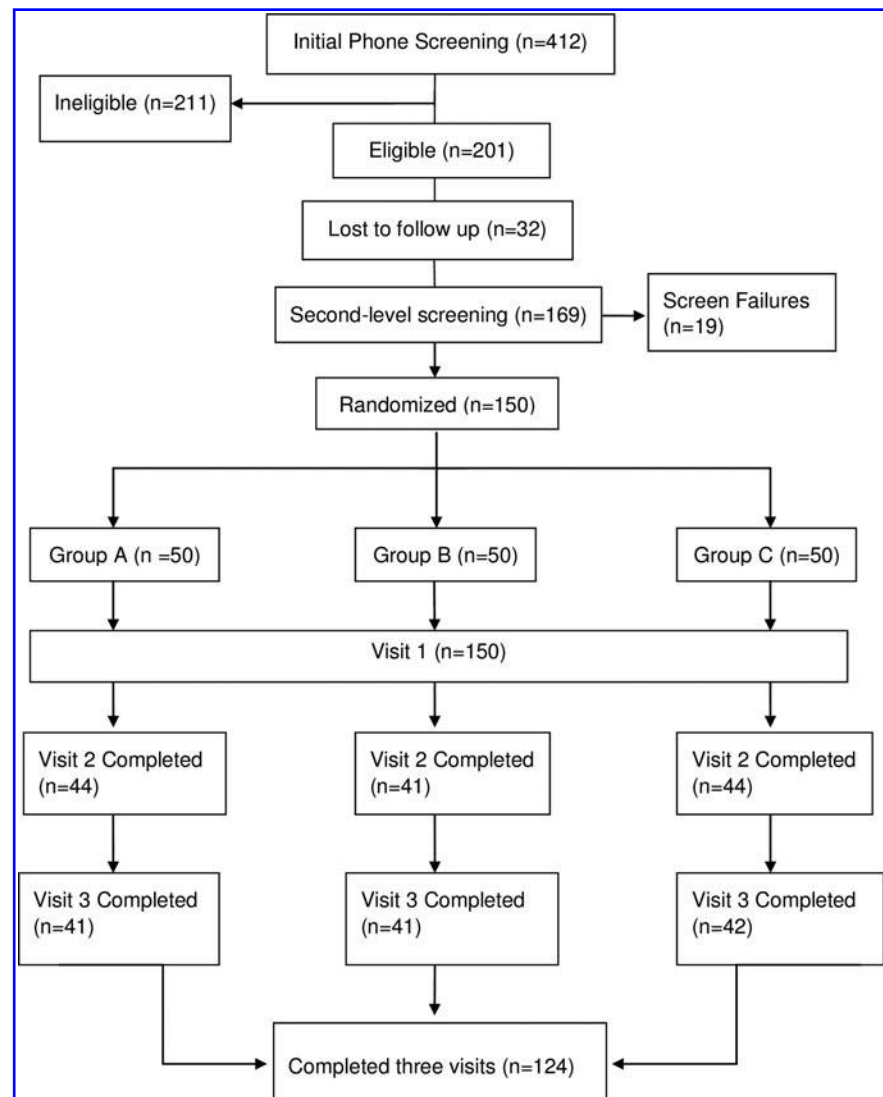 Initial Phone Screening (n=412)
Ineligible (n=211)
Eligible (n=201)
Lost to follow up (n=32)
Second-level screening (n=169)
Screen Failures
(n=19)
Randomized (n=150)
Group A (n =50)
Group B (n=50)
Group C (n=50)
Visit 1 (n=150)
Visit 2 Completed
(n=44)
Visit 2 Completed
(n=41)
Visit 2 Completed
(n=44)
Visit 3 Completed
(n=41)
Visit 3 Completed
(n=41)
Visit 3 Completed
(n=42)
Completed three visits (n=124)